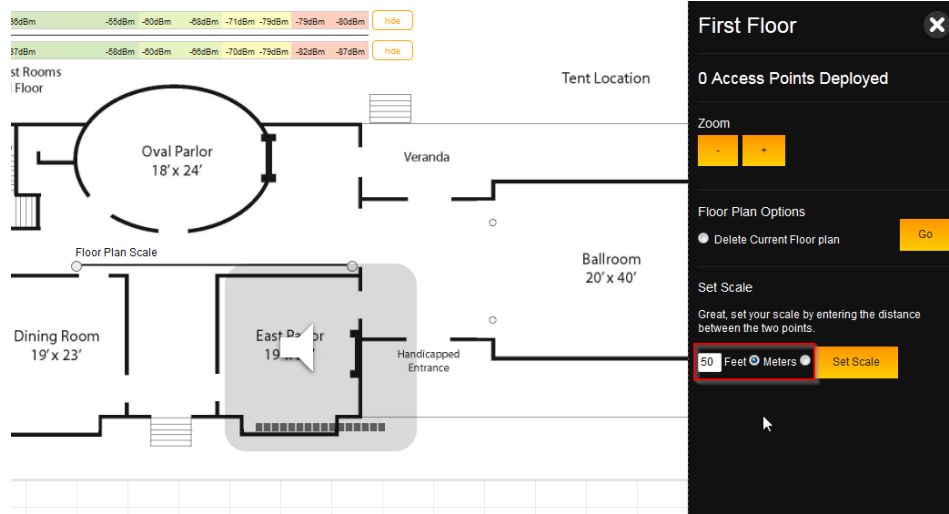 -55dBm -60dBm -68dBm -71dBm -79dBm -79dBm -80dBm hide
-58dBm -60dBm -66dBm -70dBm -79dBm -82dBm -87dBm hide
Floor
Tent Location
Oval Parlor
18' x 24'
Veranda
Floor Plan Scale
Ballroom
20' x 40'
Dining Room
19' x 23'
East
19
Handicapped
Entrance
First Floor
0 Access Points Deployed
Zoom
- +
Floor Plan Options
Delete Current Floor plan
Go
Set Scale
Great, set your scale by entering the distance
between the two points.
50 Feet Meters Set Scale